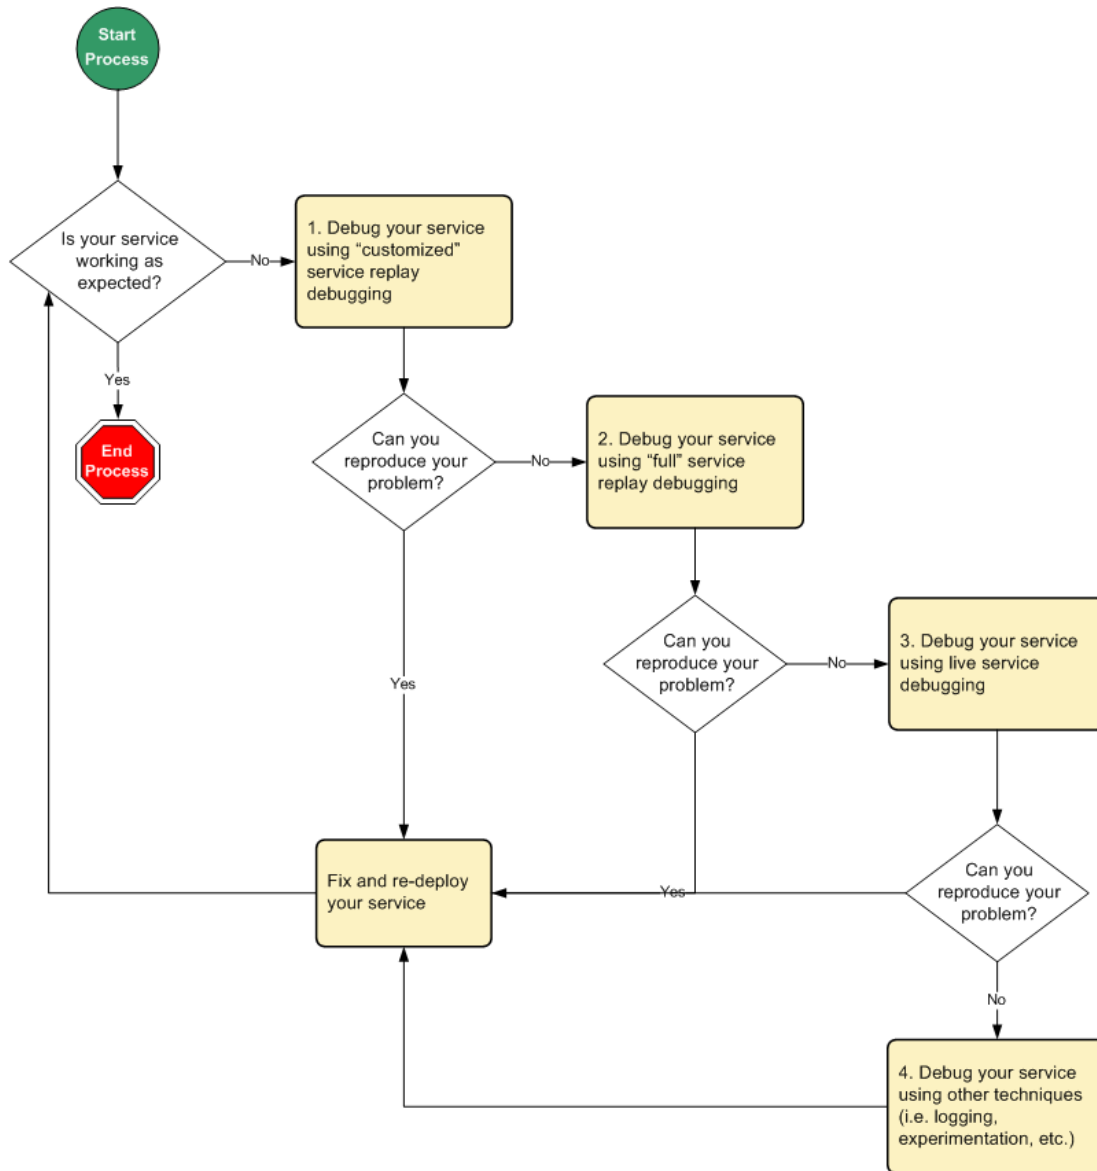 Start
Process
Is your service
working as
expected?
No
1. Debug your service
using “customized”
service replay
debugging
Yes
End
Process
Can you
reproduce your
problem?
No
2. Debug your service
using “full” service
replay debugging
Yes
Can you
reproduce your
problem?
No
3. Debug your service
using live service
debugging
Fix and re-deploy
your service
Yes
Can you
reproduce your
problem?
No
4. Debug your service
using other techniques
(i.e. logging,
experimentation, etc.)